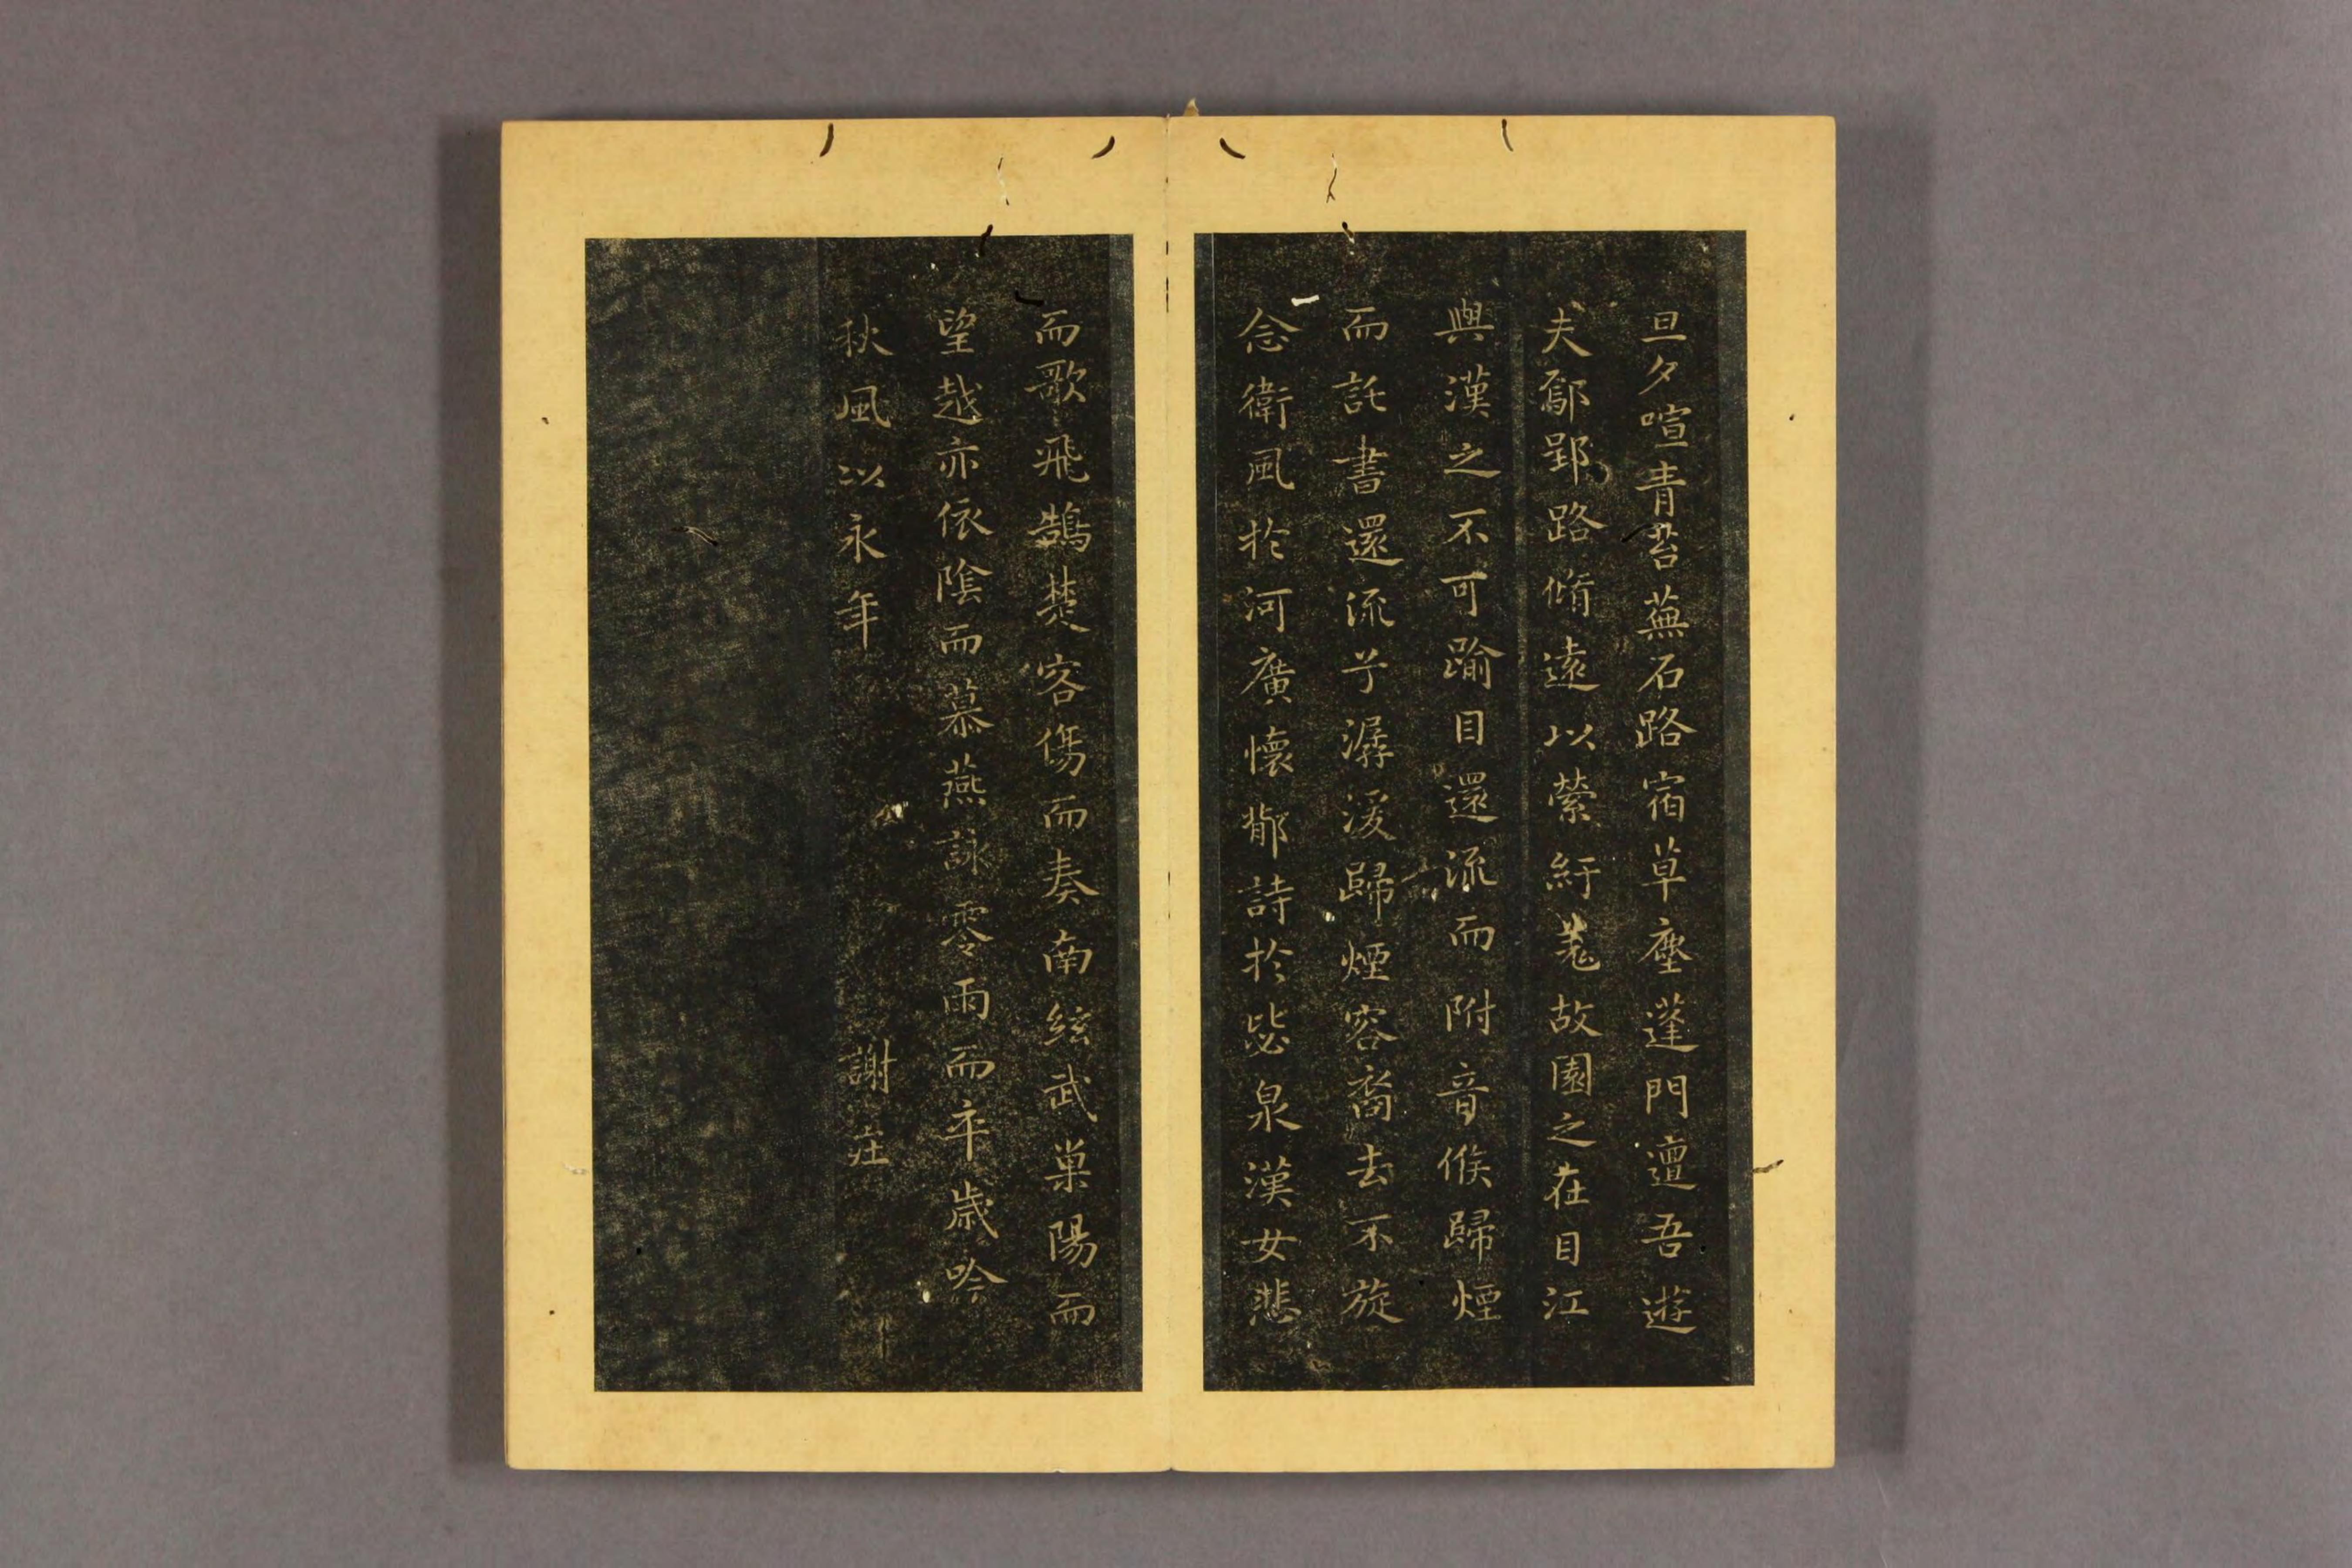 旦夕喧青苔蕪石路宿草塵蓬門邅吾遊
夫鄢郢路脩遠以縈紆羌故園之在目江
與漢之不可踰目還流而附音候歸煙
而託書還流兮潺湲歸煙容裔去不旋
念衛風於河廣懷鄁詩於毖泉漢女悲
而歌飛鵠楚客傷而奏南絃武巢陽而
望越亦依陰而慕燕詠零雨而卒歲吟
秋風以永年 謝莊